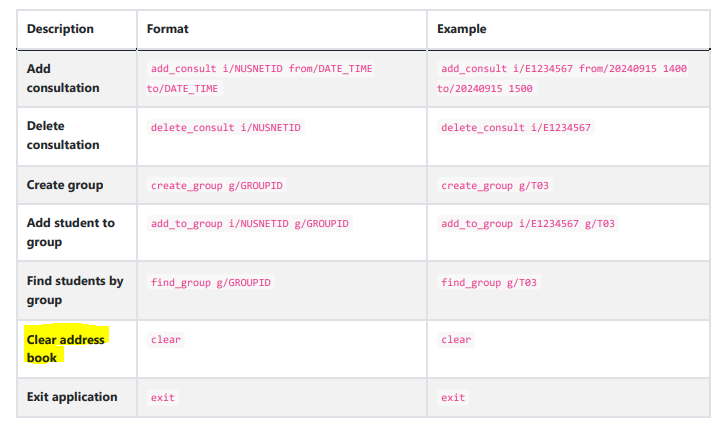 Description Format Example
Add add_consult i/NUSNETID from/DATE_TIME add_consult i/E1234567 from/20240915 1400
consultation to/DATE_TIME to/20240915 1500
Delete delete_consult i/NUSNETID delete_consult i/E1234567
consultation
Create group create_group g/GROUPID create_group g/T03
Add student to add_to_group i/NUSNETID g/GROUPID add_to_group i/E1234567 g/T03
group
Find students by find_group g/GROUPID find_group g/T03
group
Clear address clear clear
book
Exit application exit exit